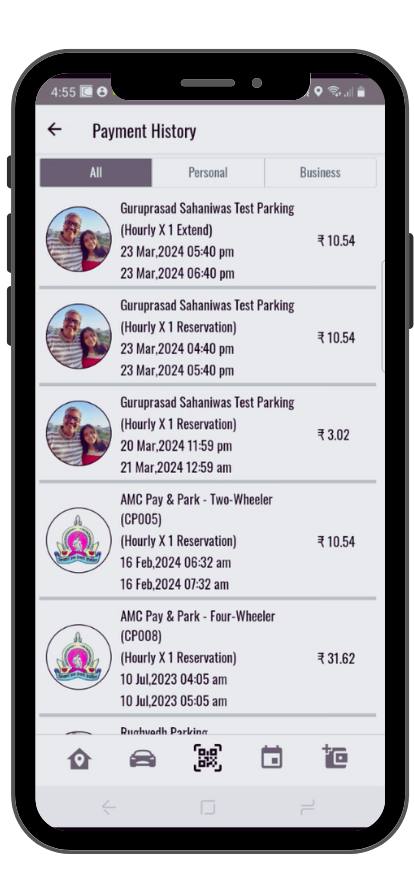 4:55
Payment History
All Personal Business
Guruprasad Sahaniwas Test Parking
(Hourly X 1 Extend)
₹ 10.54
23 Mar,2024 05:40 pm
23 Mar,2024 06:40 pm
Guruprasad Sahaniwas Test Parking
(Hourly X 1 Reservation)
₹ 10.54
23 Mar,2024 04:40 pm
23 Mar,2024 05:40 pm
Guruprasad Sahaniwas Test Parking
(Hourly X 1 Reservation)
₹ 3.02
20 Mar,2024 11:59 pm
21 Mar,2024 12:59 am
AMC Pay & Park - Two-Wheeler
(CP005)
(Hourly X 1 Reservation)
₹ 10.54
16 Feb,2024 06:32 am
16 Feb,2024 07:32 am
AMC Pay & Park - Four-Wheeler
(CP008)
(Hourly X 1 Reservation)
₹ 31.62
10 Jul,2023 04:05 am
10 Jul,2023 05:05 am
Rughvedh Parking